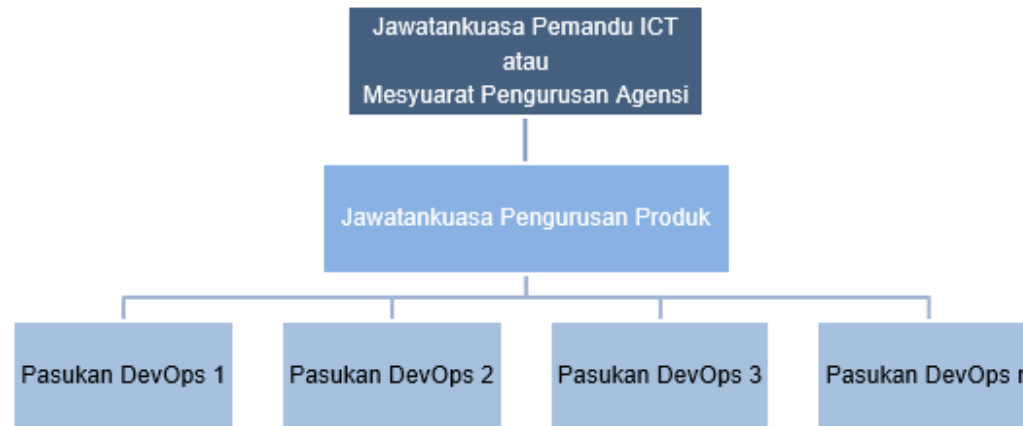 Jawatankuasa Pemandu ICT
atau
Mesyuarat Pengurusan Agensi
Jawatankuasa Pengurusan Produk
Pasukan DevOps 1
Pasukan DevOps 2
Pasukan DevOps 3
Pasukan DevOps